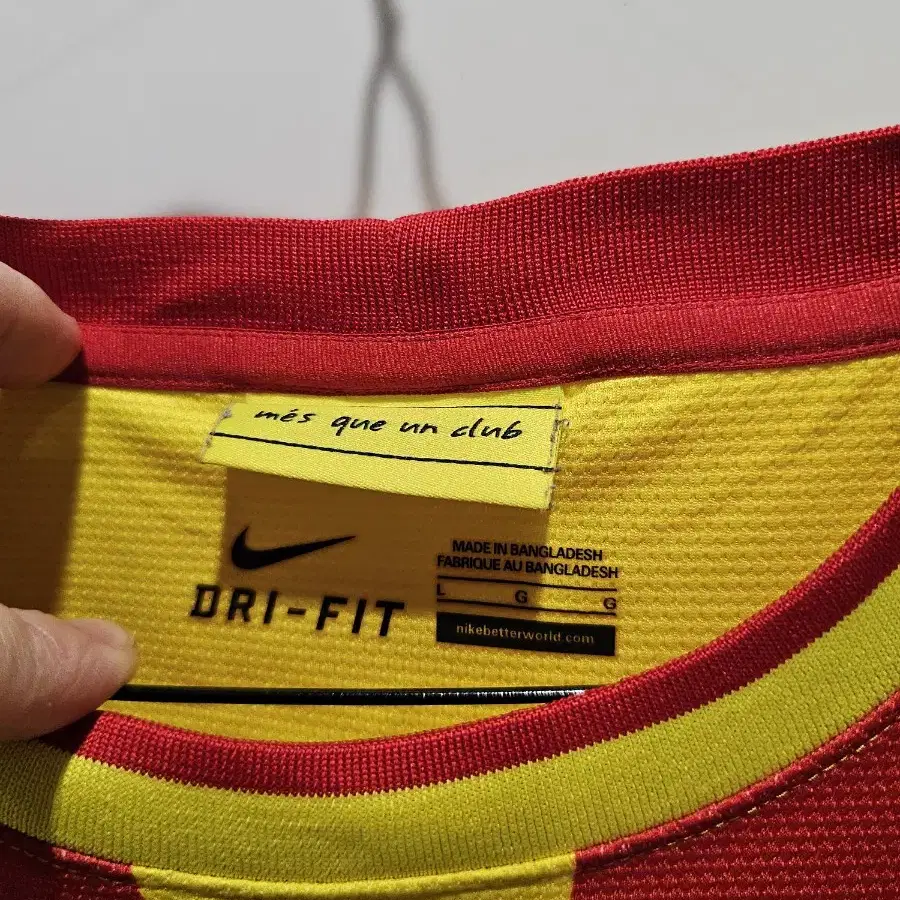 més que un club
DRI-FIT
MADE IN BANGLADESH
FABRIQUE AU BANGLADESH
L G G
nikebetterworld.com